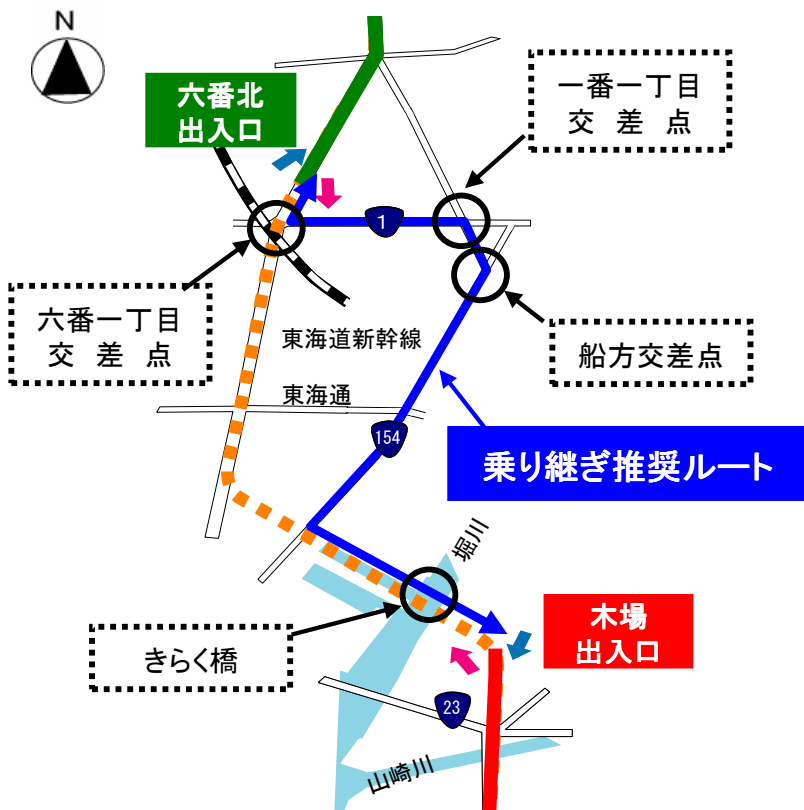 N
六番北
出入口
一番一丁目
交 差 点
1
六番一丁目
交 差 点
東海道新幹線
船方交差点
東海通
154
乗り継ぎ推奨ルート
堀川
木場
出入口
きらく橋
23
山崎川